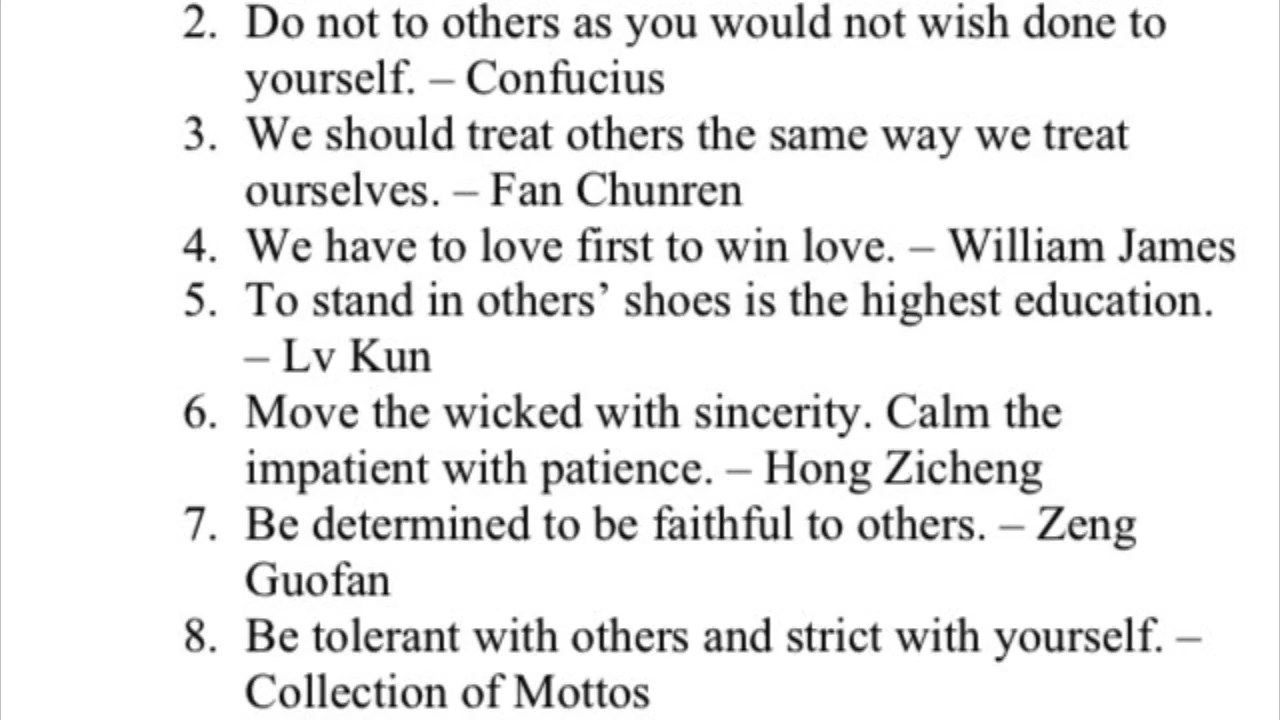 2. Do not to others as you would not wish done to
yourself. – Confucius
3. We should treat others the same way we treat
ourselves. – Fan Chunren
4. We have to love first to win love. – William James
5. To stand in others’ shoes is the highest education.
– Lv Kun
6. Move the wicked with sincerity. Calm the
impatient with patience. – Hong Zicheng
7. Be determined to be faithful to others. – Zeng
Guofan
8. Be tolerant with others and strict with yourself. –
Collection of Mottos